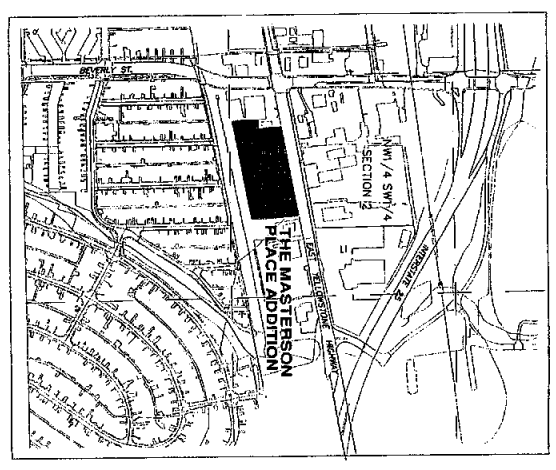 BEVERLY ST.
NW1/4 SW1/4
SECTION 12
INTERSTATE 25
EAST YELLOWSTONE HIGHWAY
THE MASTERSON
PLACE ADDITION